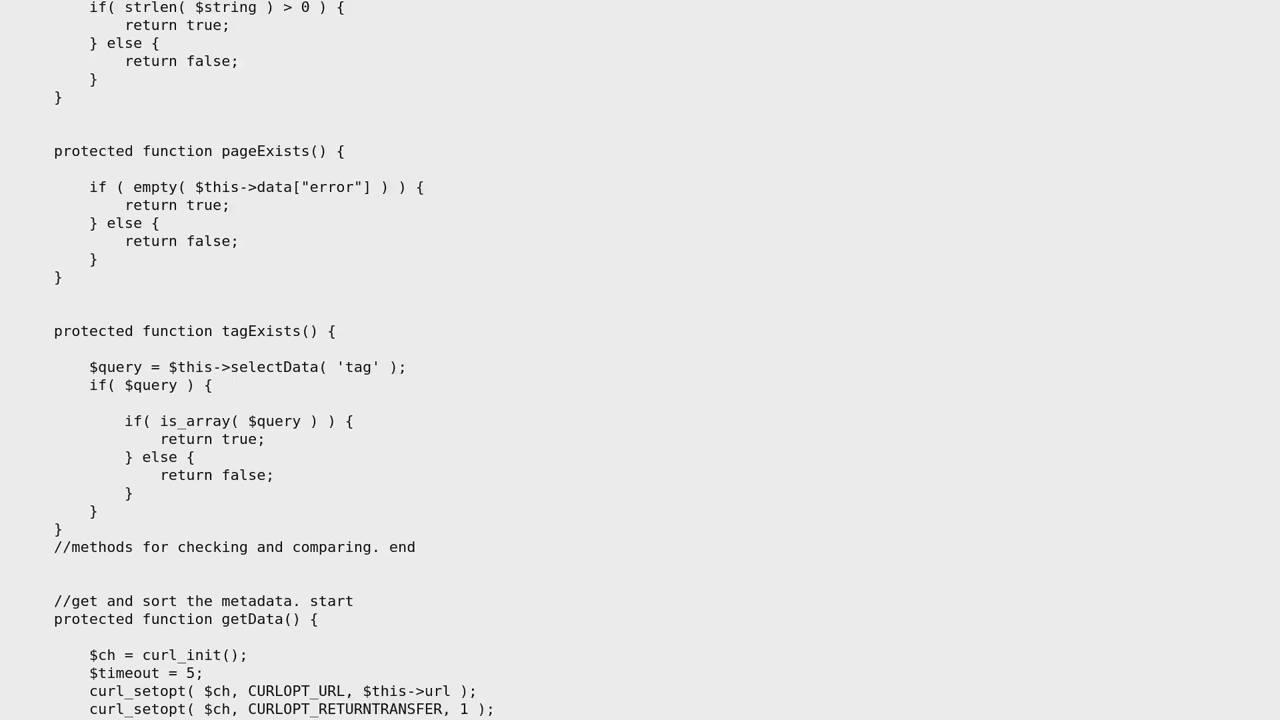 if( strlen( $string ) > 0 ) {
return true;
} else {
return false;
}
}
protected function pageExists() {
if ( empty( $this->data["error"] ) ) {
return true;
} else {
return false;
}
}
protected function tagExists() {
$query = $this->selectData( 'tag' );
if( $query ) {
if( is_array( $query ) ) {
return true;
} else {
return false;
}
}
}
//methods for checking and comparing. end
//get and sort the metadata. start
protected function getData() {
$ch = curl_init();
$timeout = 5;
curl_setopt( $ch, CURLOPT_URL, $this->url );
curl_setopt( $ch, CURLOPT_RETURNTRANSFER, 1 );